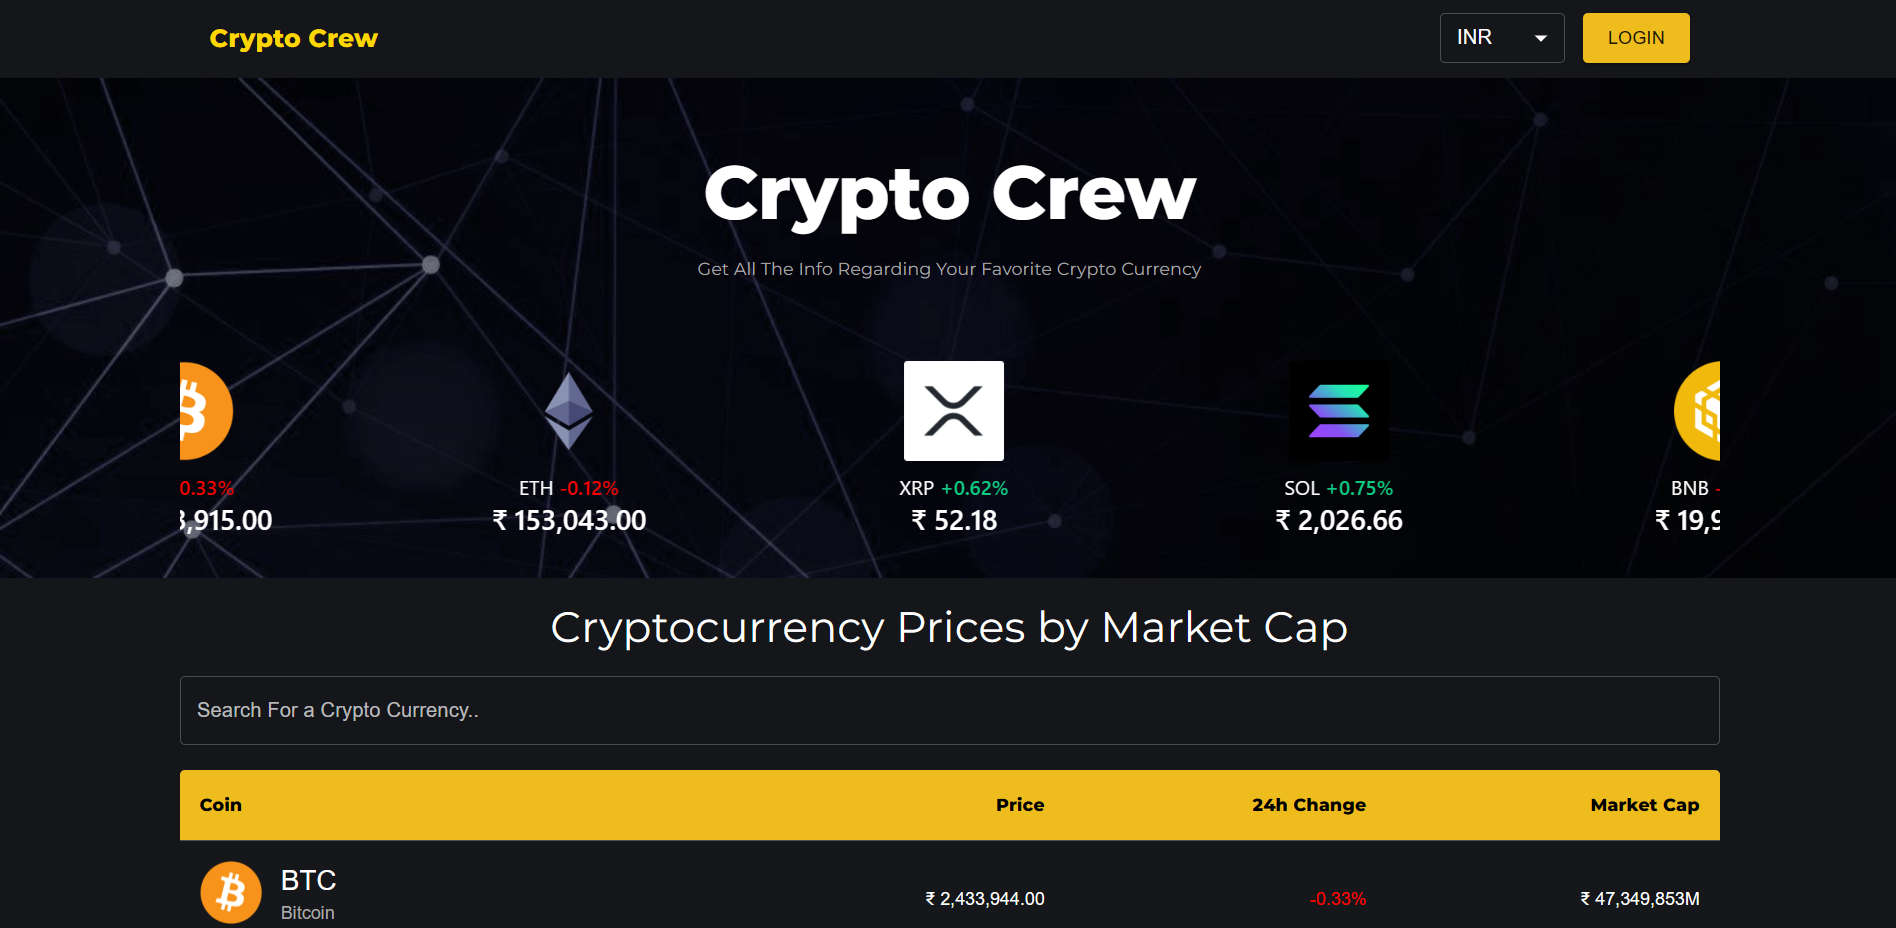 Crypto Crew
INR
LOGIN
Crypto Crew
Get All The Info Regarding Your Favorite Crypto Currency
0.33%
ETH -0.12%
XRP +0.62%
SOL +0.75%
BNB -
,915.00
₹ 153,043.00
₹ 52.18
₹ 2,026.66
₹ 19,9
Cryptocurrency Prices by Market Cap
Search For a Crypto Currency..
Coin Price 24h Change Market Cap
BTC
Bitcoin
₹ 2,433,944.00 -0.33% ₹ 47,349,853M